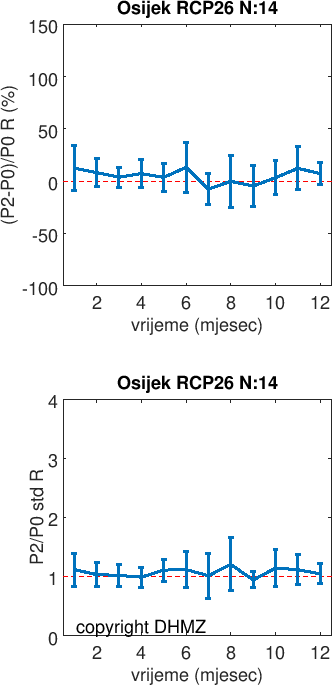 Osijek RCP26 N:14
150
100
50
0
-50
-100
(P2-P0)/P0 R (%)
2 4 6 8 10 12
vrijeme (mjesec)
Osijek RCP26 N:14
4
3
2
1
0
P2/P0 std R
copyright DHMZ
2 4 6 8 10 12
vrijeme (mjesec)